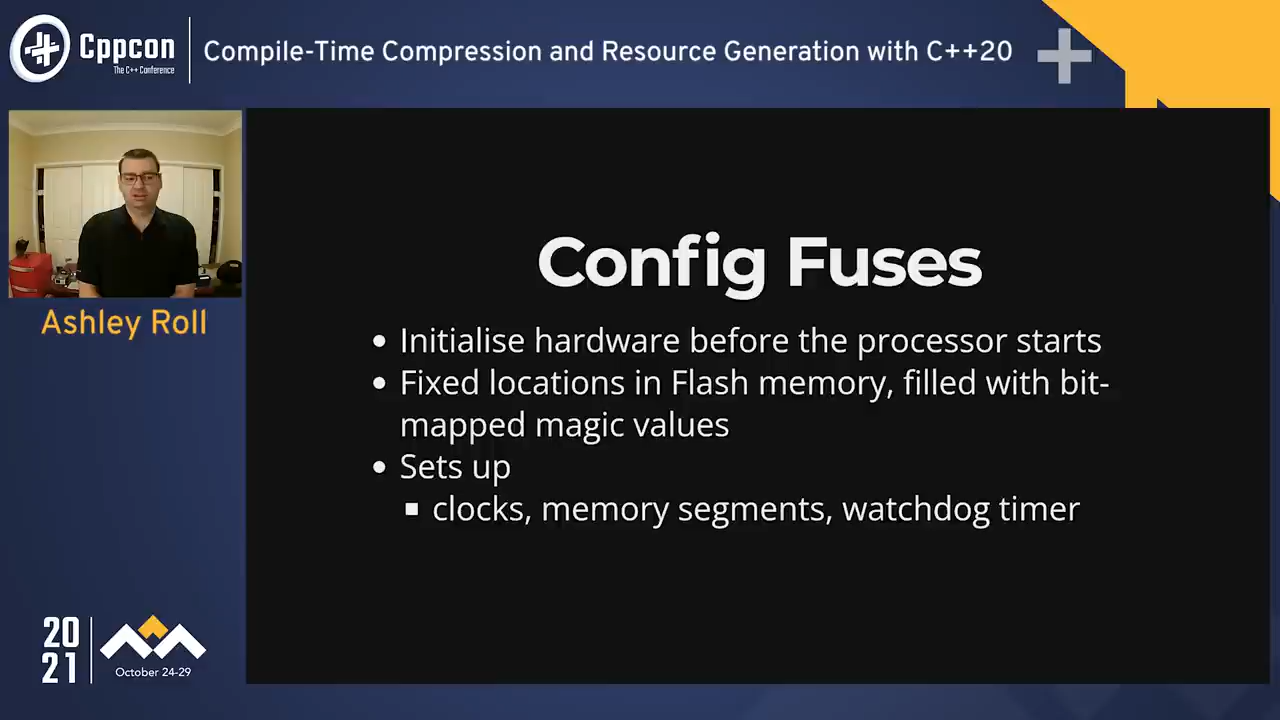 Cppcon
The C++ Conference
Compile-Time Compression and Resource Generation with C++20
Ashley Roll
Config Fuses
• Initialise hardware before the processor starts
• Fixed locations in Flash memory, filled with bit-
mapped magic values
• Sets up
▪ clocks, memory segments, watchdog timer
20
21
October 24-29